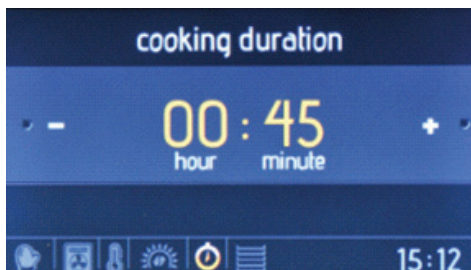 cooking duration
- 00 : 45 +
hour minute
15:12